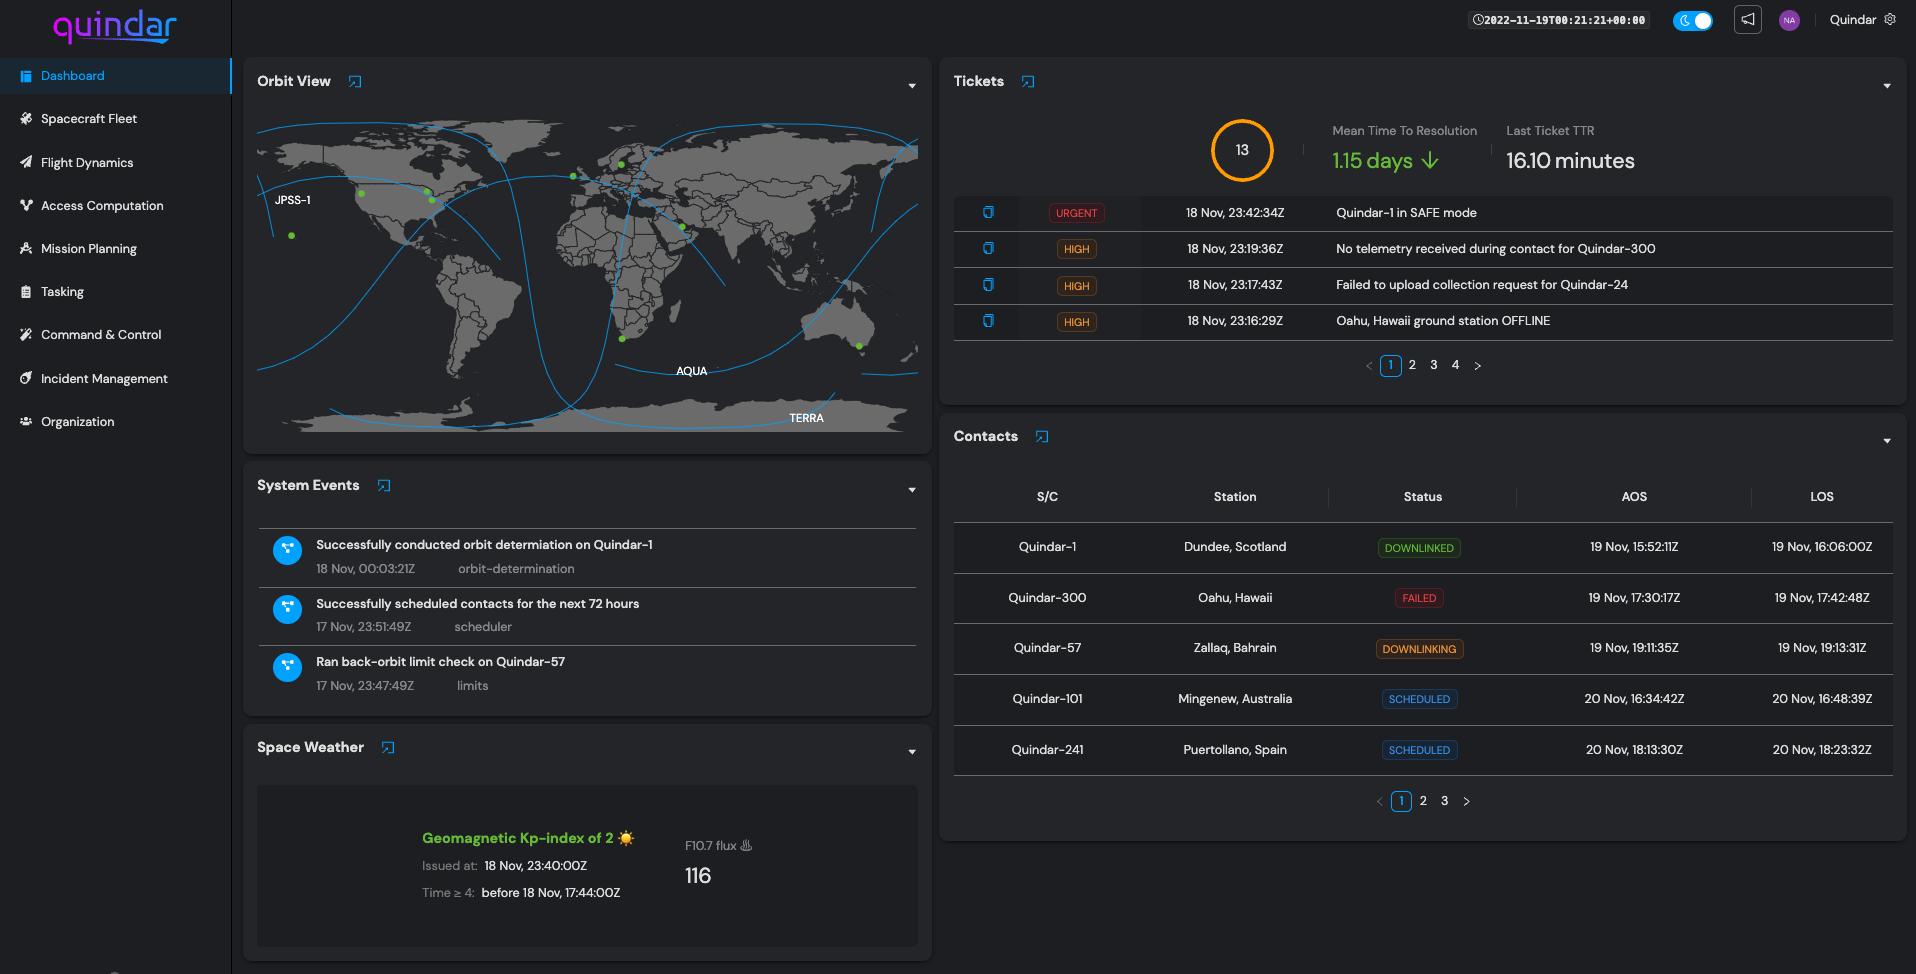 quindar
2022-11-19T00:21:21+00:00
NA
Quindar
Dashboard
Spacecraft Fleet
Flight Dynamics
Access Computation
Mission Planning
Tasking
Command & Control
Incident Management
Organization
Orbit View
JPSS-1
AQUA
TERRA
System Events
Successfully conducted orbit determiation on Quindar-1
18 Nov, 00:03:21Z orbit-determination
Successfully scheduled contacts for the next 72 hours
17 Nov, 23:51:49Z scheduler
Ran back-orbit limit check on Quindar-57
17 Nov, 23:47:49Z limits
Space Weather
Geomagnetic Kp-index of 2
Issued at: 18 Nov, 23:40:00Z
Time ≥ 4: before 18 Nov, 17:44:00Z
F10.7 flux
116
Tickets
13
Mean Time To Resolution
1.15 days
Last Ticket TTR
16.10 minutes
URGENT 18 Nov, 23:42:34Z Quindar-1 in SAFE mode
HIGH 18 Nov, 23:19:36Z No telemetry received during contact for Quindar-300
HIGH 18 Nov, 23:17:43Z Failed to upload collection request for Quindar-24
HIGH 18 Nov, 23:16:29Z Oahu, Hawaii ground station OFFLINE
< 1 2 3 4 >
Contacts
S/C Station Status AOS LOS
Quindar-1 Dundee, Scotland DOWNLINKED 19 Nov, 15:52:11Z 19 Nov, 16:06:00Z
Quindar-300 Oahu, Hawaii FAILED 19 Nov, 17:30:17Z 19 Nov, 17:42:48Z
Quindar-57 Zallaq, Bahrain DOWNLINKING 19 Nov, 19:11:35Z 19 Nov, 19:13:31Z
Quindar-101 Mingenew, Australia SCHEDULED 20 Nov, 16:34:42Z 20 Nov, 16:48:39Z
Quindar-241 Puertollano, Spain SCHEDULED 20 Nov, 18:13:30Z 20 Nov, 18:23:32Z
< 1 2 3 >